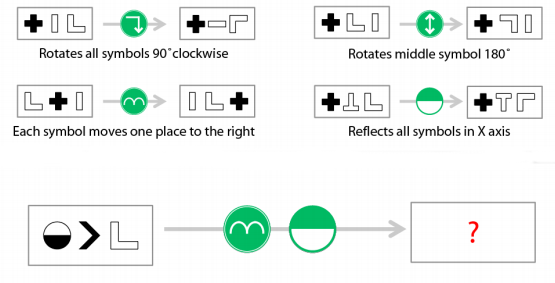 Rotates all symbols 90˚clockwise
Rotates middle symbol 180˚
Each symbol moves one place to the right
Reflects all symbols in X axis
?